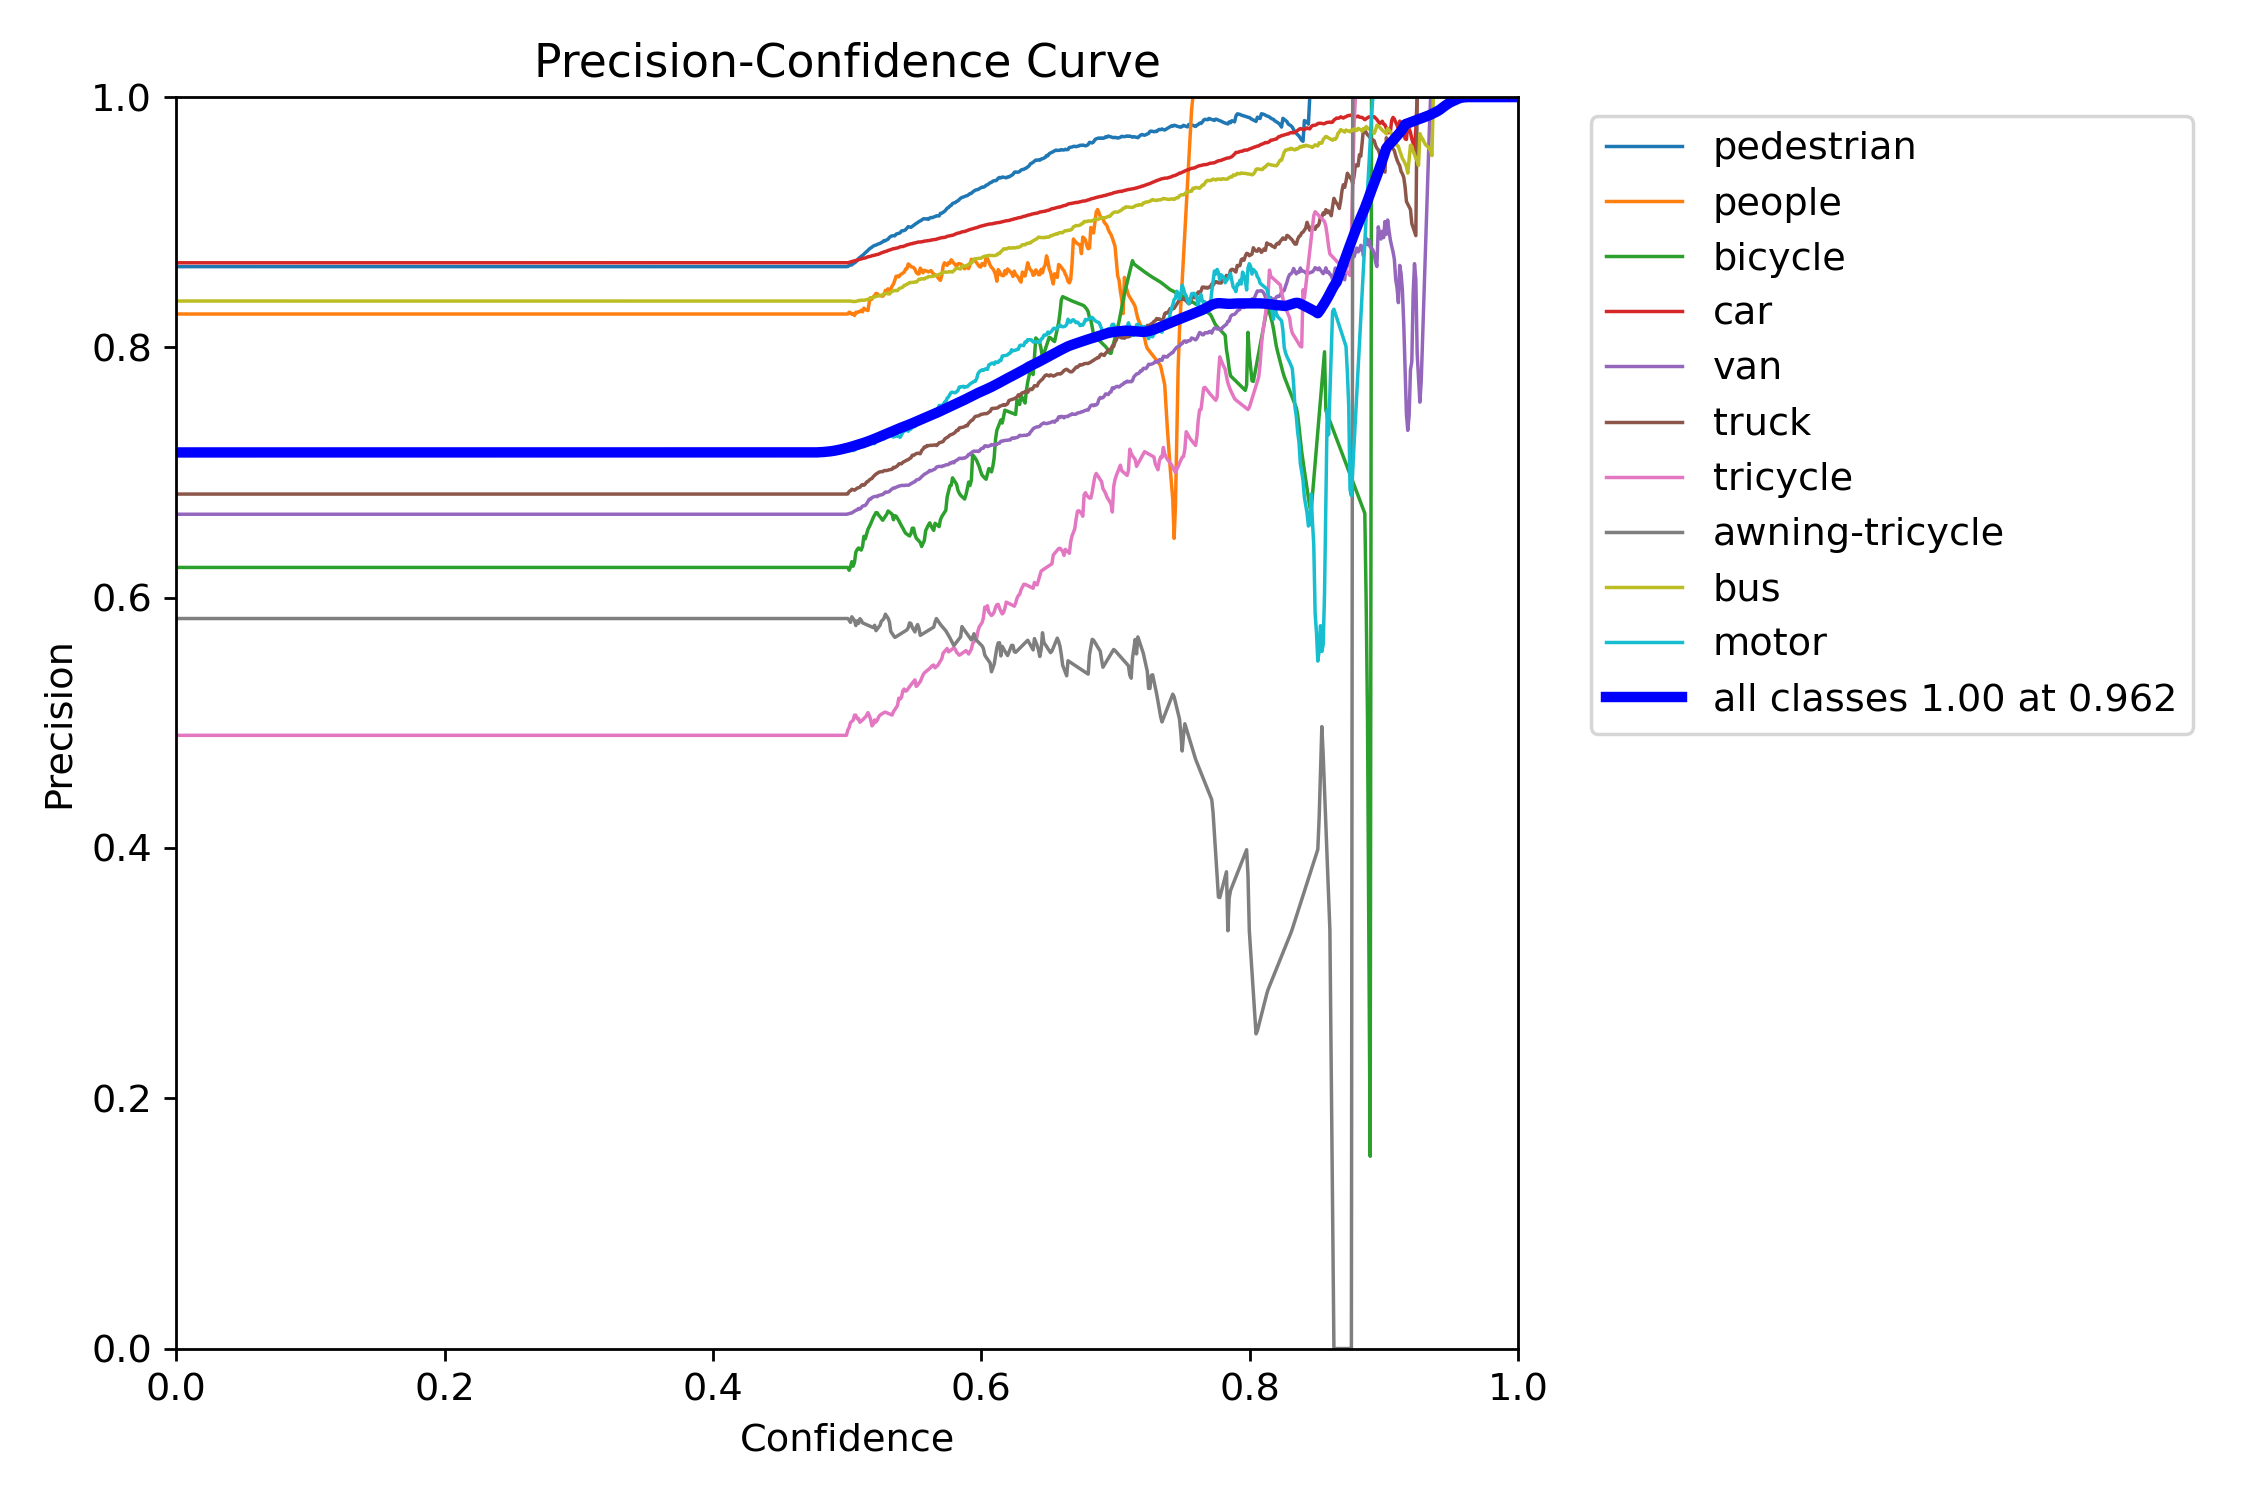 Precision-Confidence Curve
1.0
0.8
0.6
0.4
0.2
0.0
Precision
0.0 0.2 0.4 0.6 0.8 1.0
Confidence
pedestrian
people
bicycle
car
van
truck
tricycle
awning-tricycle
bus
motor
all classes 1.00 at 0.962